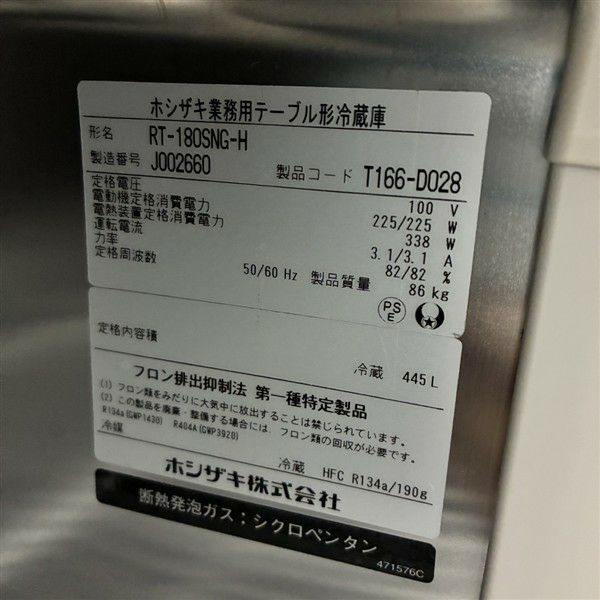 ホシザキ業務用テーブル形冷蔵庫
形名 RT-180SNG-H
製造番号 J002660 製品コード T166-D028
定格電圧 100 V
電動機定格消費電力 225/225 W
電熱装置定格消費電力 338 W
運転電流 3.1/3.1 A
力率 82/82 %
定格周波数 50/60 Hz 製品質量 86 kg
PS
E
定格内容積 冷蔵 445 L
フロン排出抑制法 第一種特定製品
(1) フロン類をみだりに大気中に放出することは禁じられています。
(2) この製品を廃棄・整備する場合には、フロン類の回収が必要です。
R134a(GWP1430) R404A(GWP3920)
冷媒 冷蔵 HFC R134a/190g
ホシザキ株式会社
断熱発泡ガス：シクロペンタン
471576C